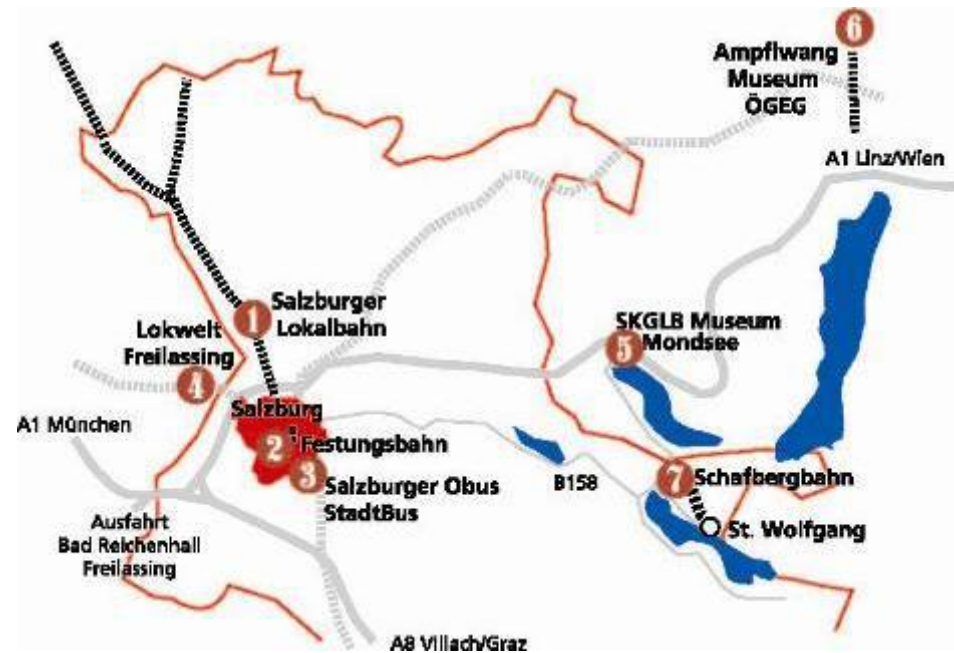 6
Ampflwang
Museum
ÖGEG
A1 Linz/Wien
1
Salzburger
Lokalbahn
Lokwelt
Freilassing
4
SKGLB Museum
Mondsee
5
Salzburg
A1 München
2
Festungsbahn
3
Salzburger Obus
StadtBus
B158
7
Schafbergbahn
St. Wolfgang
Ausfahrt
Bad Reichenhall
Freilassing
A8 Villach/Graz